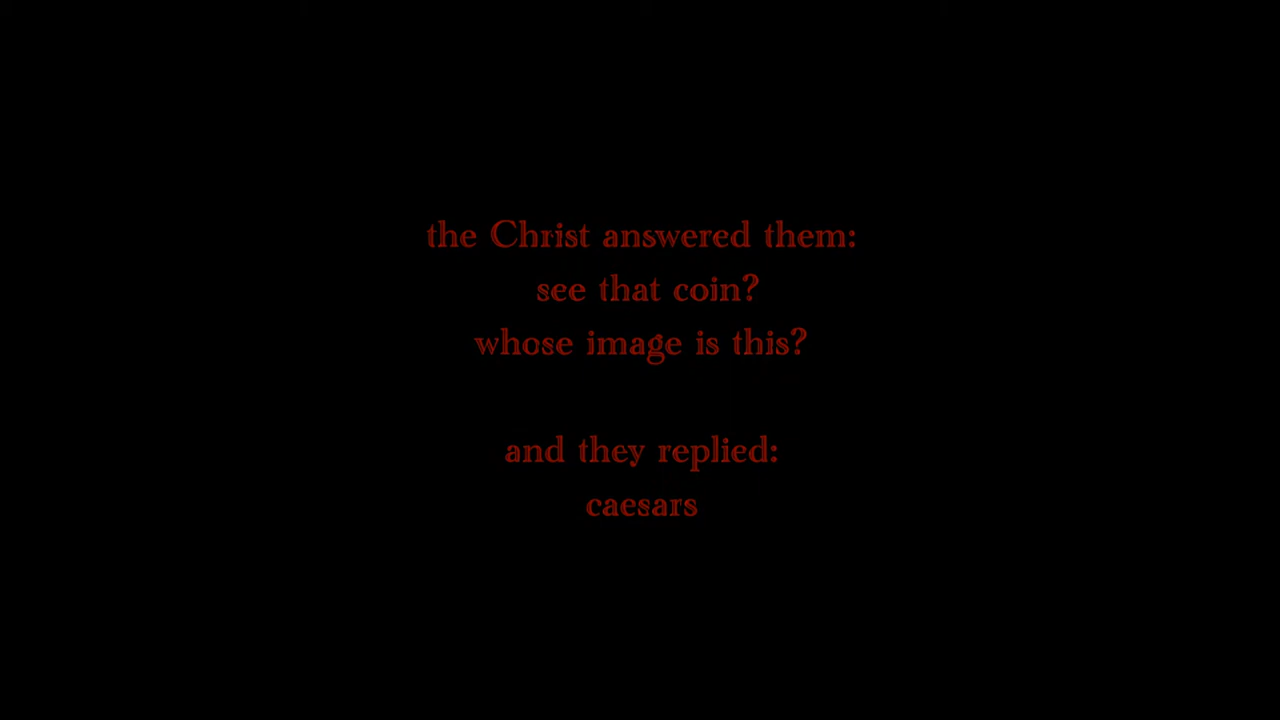 the Christ answered them:
see that coin?
whose image is this?
and they replied:
caesars